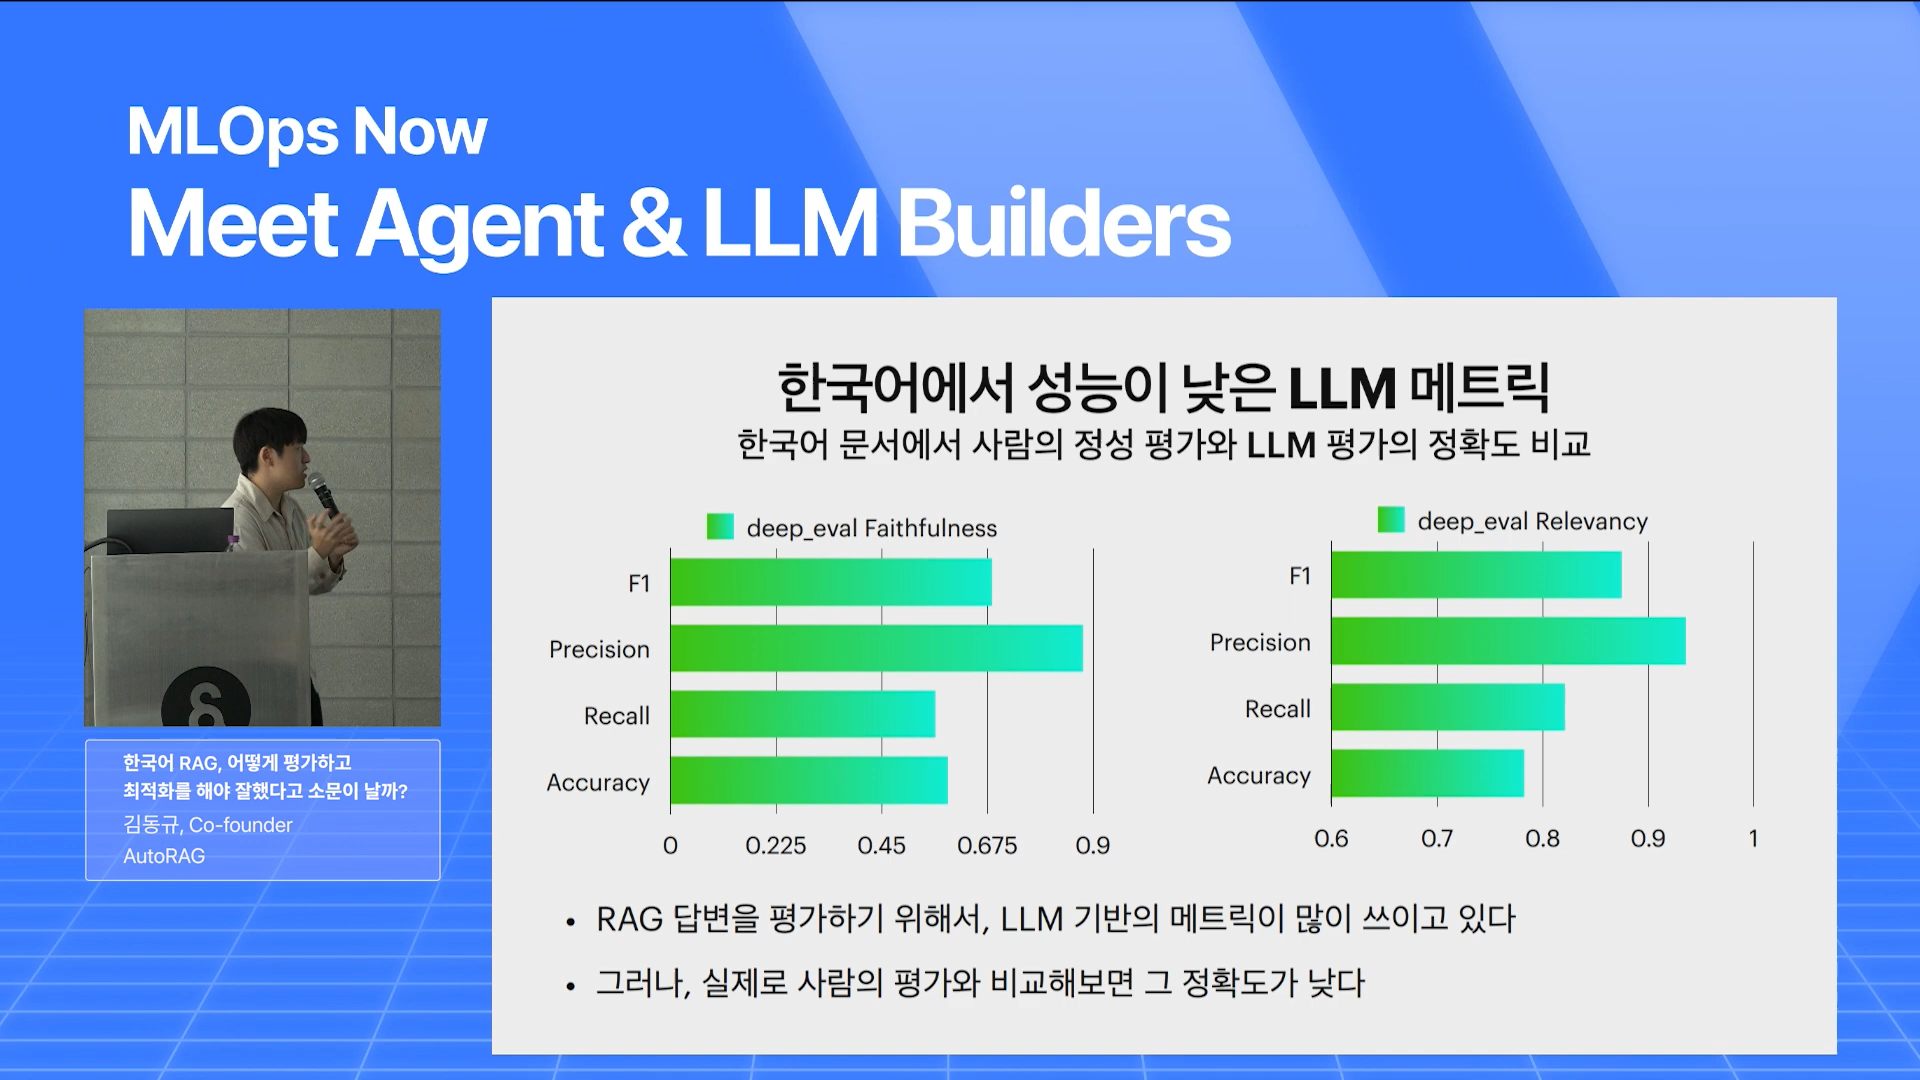 MLOps Now
Meet Agent & LLM Builders
한국어 RAG, 어떻게 평가하고
최적화를 해야 잘했다고 소문이 날까?
김동규, Co-founder
AutoRAG
한국어에서 성능이 낮은 LLM 메트릭
한국어 문서에서 사람의 정성 평가와 LLM 평가의 정확도 비교
deep_eval Faithfulness
F1
Precision
Recall
Accuracy
0 0.225 0.45 0.675 0.9
deep_eval Relevancy
F1
Precision
Recall
Accuracy
0.6 0.7 0.8 0.9 1
• RAG 답변을 평가하기 위해서, LLM 기반의 메트릭이 많이 쓰이고 있다
• 그러나, 실제로 사람의 평가와 비교해보면 그 정확도가 낮다